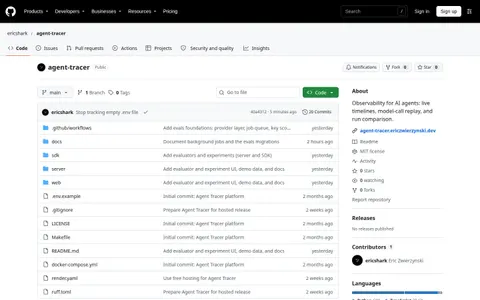 Product Developers Business Resources Pricing Search Sign in Sign up
ericshark / agent-tracer
Code Issues Pull requests Actions Projects Security and quality Insights
agent-tracer Public Notifications Fork 0 Star 0
main 1 Branch 0 Tags Go to file Code
ericshark Stop tracking empty .env file 5 minutes ago 26 Commits
.github/workflows Add evals foundations: provider layer, job queue, key sco... yesterday
docs Document background jobs and the evals migrations 2 hours ago
sdk Add evaluators and experiments (server and SDK) yesterday
server Add evaluator and experiment UI, demo data, and docs yesterday
web Add evaluator and experiment UI, demo data, and docs yesterday
.env.example Initial commit: Agent Tracer platform 2 months ago
.gitignore Prepare Agent Tracer for hosted release 2 weeks ago
LICENSE Initial commit: Agent Tracer platform 2 months ago
Makefile Prepare Agent Tracer for hosted release 2 weeks ago
README.md Add evaluator and experiment UI, demo data, and docs yesterday
docker-compose.yml Initial commit: Agent Tracer platform 2 months ago
render.yaml Use free hosting for Agent Tracer 2 weeks ago
ruff.toml Prepare Agent Tracer for hosted release 2 weeks ago
About
Observability for AI agents: live
timelines, model-call replay, and
run comparison.
agent-tracer.ericzwierzynski.dev
Readme
MIT license
Activity
0 stars
0 watching
0 forks
Report repository
Releases
No releases published
Contributors
ericshark Eric Zwierzynski
Languages